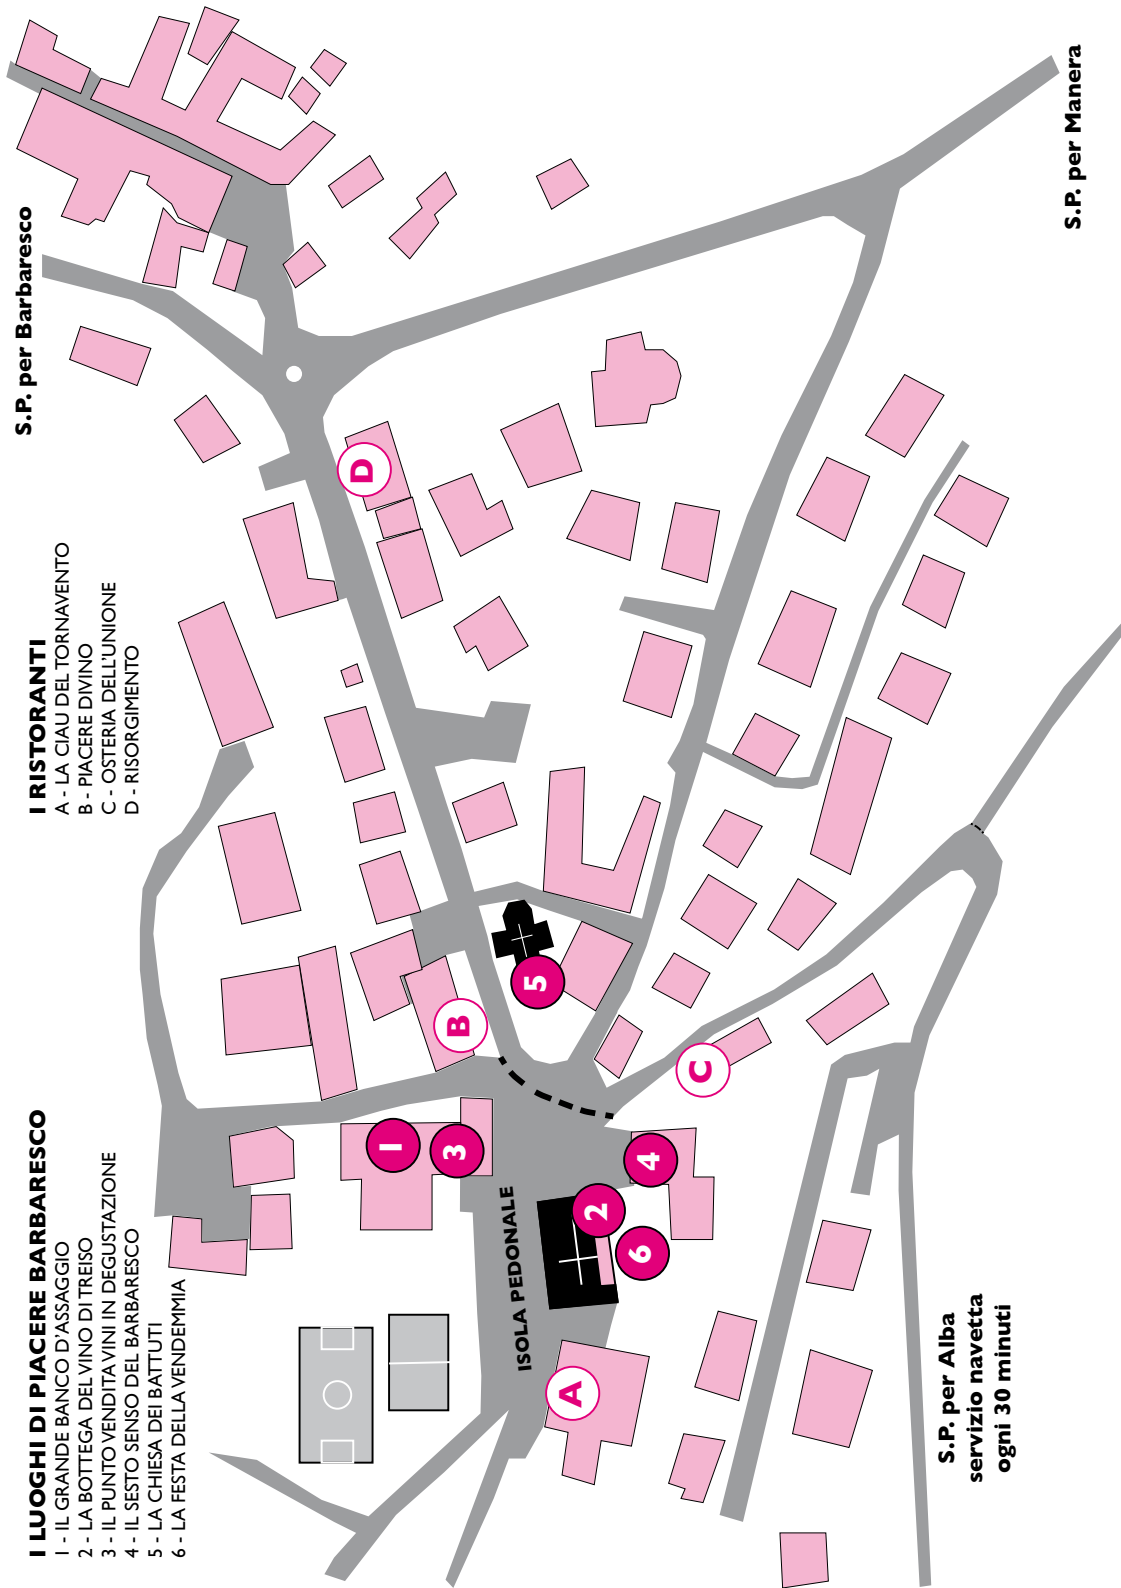 I LUOGHI DI PIACERE BARBARESCO
1 - IL GRANDE BANCO D'ASSAGGIO
2 - LA BOTTEGA DEL VINO DI TREISO
3 - IL PUNTO VENDITA VINI IN DEGUSTAZIONE
4 - IL SESTO SENSO DEL BARBARESCO
5 - LA CHIESA DEI BATTUTI
6 - LA FESTA DELLA VENDEMMIA
I RISTORANTI
A - LA CIAU DEL TORNAVENTO
B - PIACERE DIVINO
C - OSTERIA DELL'UNIONE
D - RISORGIMENTO
S.P. per Barbaresco
D
B
1
3
5
ISOLA PEDONALE
2
4
6
A
C
S.P. per Manera
S.P. per Alba
servizio navetta
ogni 30 minuti